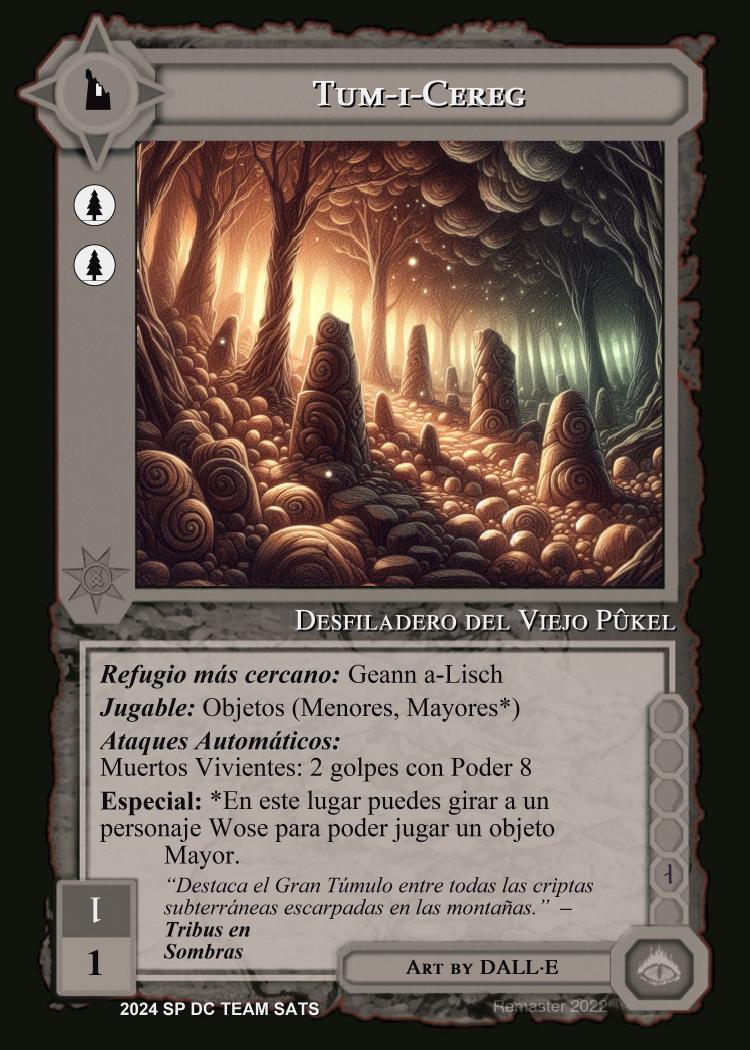 Tum-i-Cereg
Desfiladero del Viejo Pûkel
Refugio más cercano: Geann a-Lisch
Jugable: Objetos (Menores, Mayores*)
Ataques Automáticos:
Muertos Vivientes: 2 golpes con Poder 8
Especial: *En este lugar puedes girar a un
personaje Wose para poder jugar un objeto
Mayor.
“Destaca el Gran Túmulo entre todas las criptas
subterráneas escarpadas en las montañas.” –
Tribus en
Sombras
1
Art by DALL·E
2024 SP DC TEAM SATS
Remaster 2022